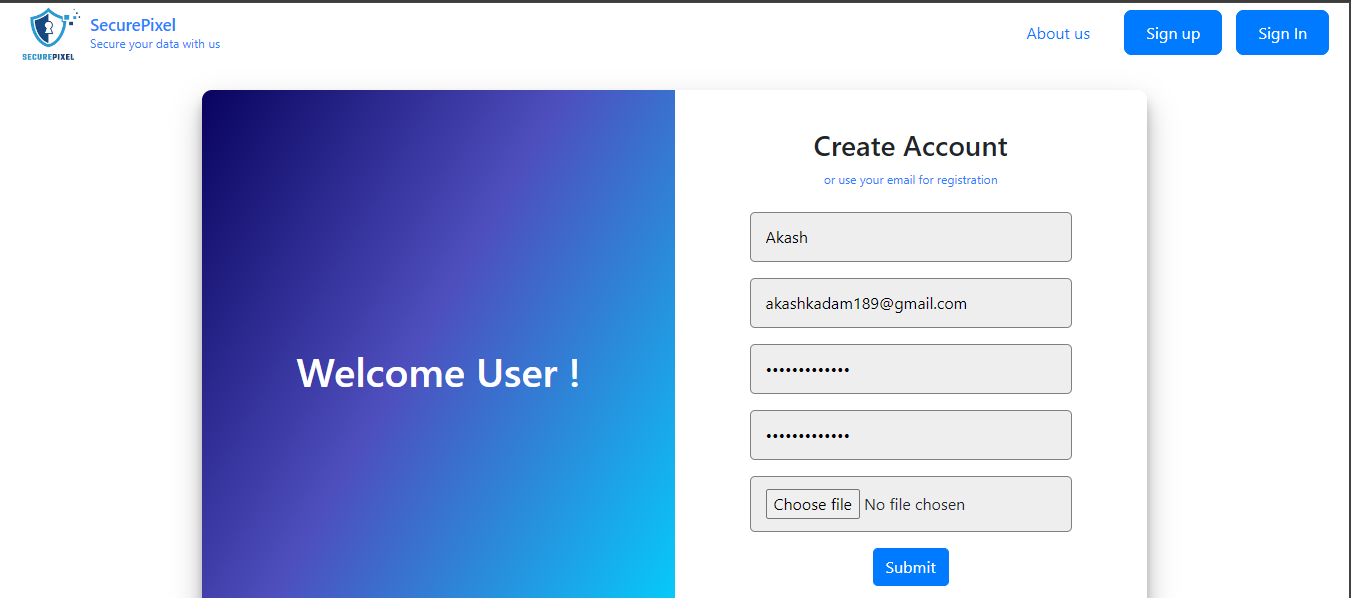 SECUREPIXEL
SecurePixel
Secure your data with us
About us
Sign up
Sign In
Welcome User !
Create Account
or use your email for registration
Akash
akashkadam189@gmail.com
•••••••••••••
•••••••••••••
Choose file No file chosen
Submit